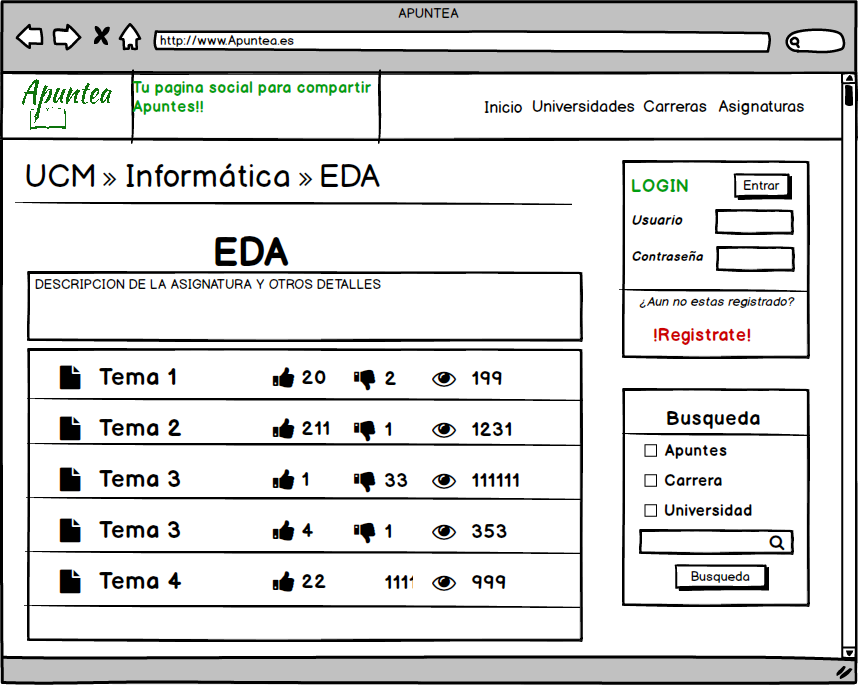 APUNTEA
http://www.Apuntea.es
Apuntea
Tu pagina social para compartir
Apuntes!!
Inicio Universidades Carreras Asignaturas
UCM » Informática » EDA
EDA
DESCRIPCION DE LA ASIGNATURA Y OTROS DETALLES
Tema 1 20 2 199
Tema 2 211 1 1231
Tema 3 1 33 111111
Tema 3 4 1 353
Tema 4 22 1111 999
LOGIN Entrar
Usuario
Contraseña
¿Aun no estas registrado?
!Registrate!
Busqueda
Apuntes
Carrera
Universidad
Busqueda